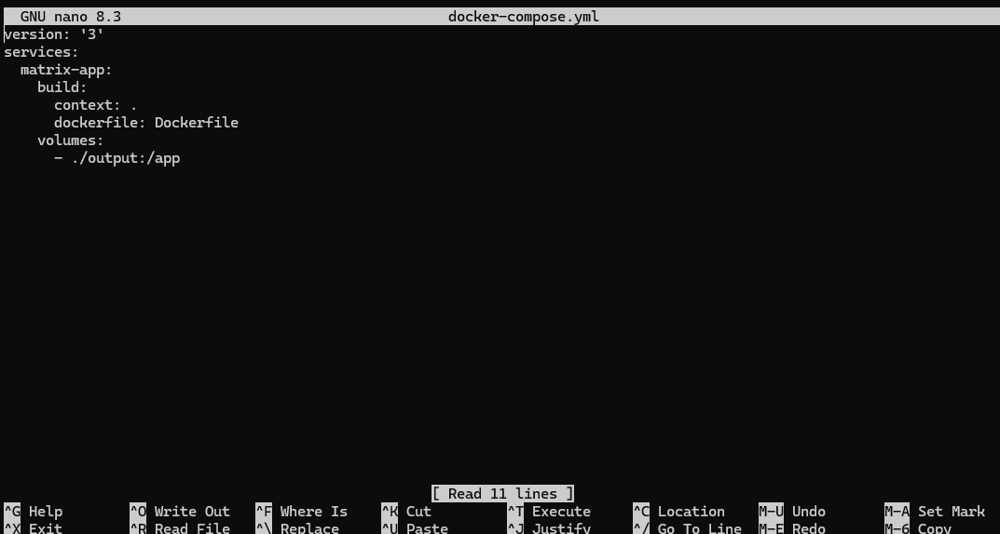 GNU nano 8.3 docker-compose.yml
version: '3'
services:
  matrix-app:
    build:
      context: .
      dockerfile: Dockerfile
    volumes:
      - ./output:/app
[ Read 11 lines ]
^G Help ^O Write Out ^F Where Is ^K Cut ^T Execute ^C Location M-U Undo M-A Set Mark
^X Exit ^R Read File ^\ Replace ^U Paste ^J Justify ^/ Go To Line M-E Redo M-6 Copy